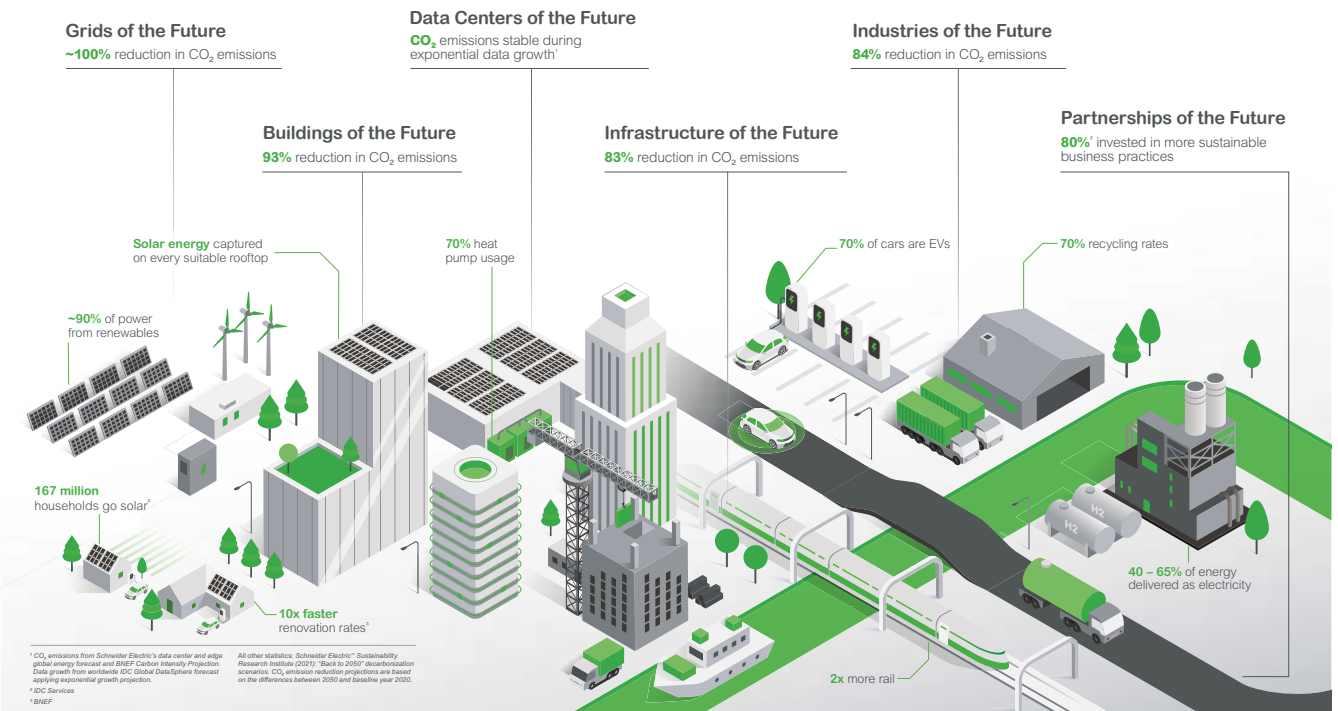 Grids of the Future
~100% reduction in CO₂ emissions
Data Centers of the Future
CO₂ emissions stable during
exponential data growth¹
Industries of the Future
84% reduction in CO₂ emissions
Buildings of the Future
93% reduction in CO₂ emissions
Infrastructure of the Future
83% reduction in CO₂ emissions
Partnerships of the Future
80%² invested in more sustainable
business practices
Solar energy captured
on every suitable rooftop
70% heat
pump usage
70% of cars are EVs
70% recycling rates
~90% of power
from renewables
167 million
households go solar³
H2
H2
40 – 65% of energy
delivered as electricity
10x faster
renovation rates³
2x more rail
¹ CO₂ emissions from Schneider Electric's data center and edge
global energy forecast and BNEF Carbon Intensity Projection.
Data growth from worldwide IDC Global DataSphere forecast
applying exponential growth projection.
² IDC Services
³ BNEF
All other statistics: Schneider Electric™ Sustainability
Research Institute (2021): "Back to 2050" decarbonization
scenarios. CO₂ emission reduction projections are based
on the differences between 2050 and baseline year 2020.